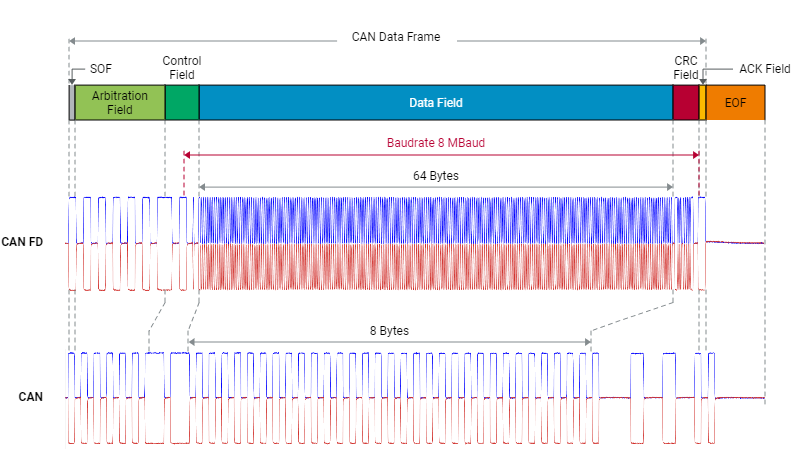 CAN Data Frame
SOF
Control
Field
CRC
Field
ACK Field
Arbitration
Field
Data Field
EOF
Baudrate 8 MBaud
64 Bytes
CAN FD
8 Bytes
CAN